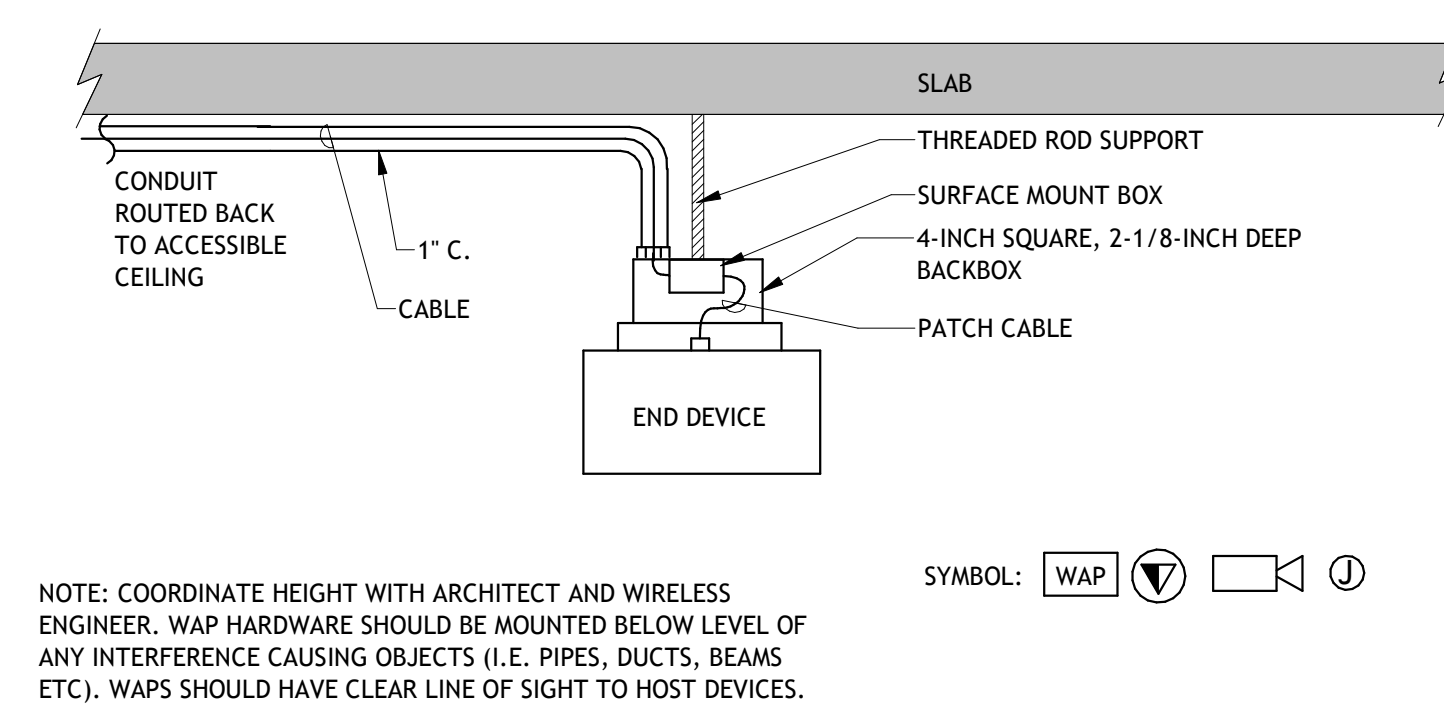 SLAB
THREADED ROD SUPPORT
SURFACE MOUNT BOX
4-INCH SQUARE, 2-1/8-INCH DEEP
BACKBOX
PATCH CABLE
CONDUIT
ROUTED BACK
TO ACCESSIBLE
CEILING
1" C.
CABLE
END DEVICE
SYMBOL: WAP J
NOTE: COORDINATE HEIGHT WITH ARCHITECT AND WIRELESS
ENGINEER. WAP HARDWARE SHOULD BE MOUNTED BELOW LEVEL OF
ANY INTERFERENCE CAUSING OBJECTS (I.E. PIPES, DUCTS, BEAMS
ETC). WAPS SHOULD HAVE CLEAR LINE OF SIGHT TO HOST DEVICES.